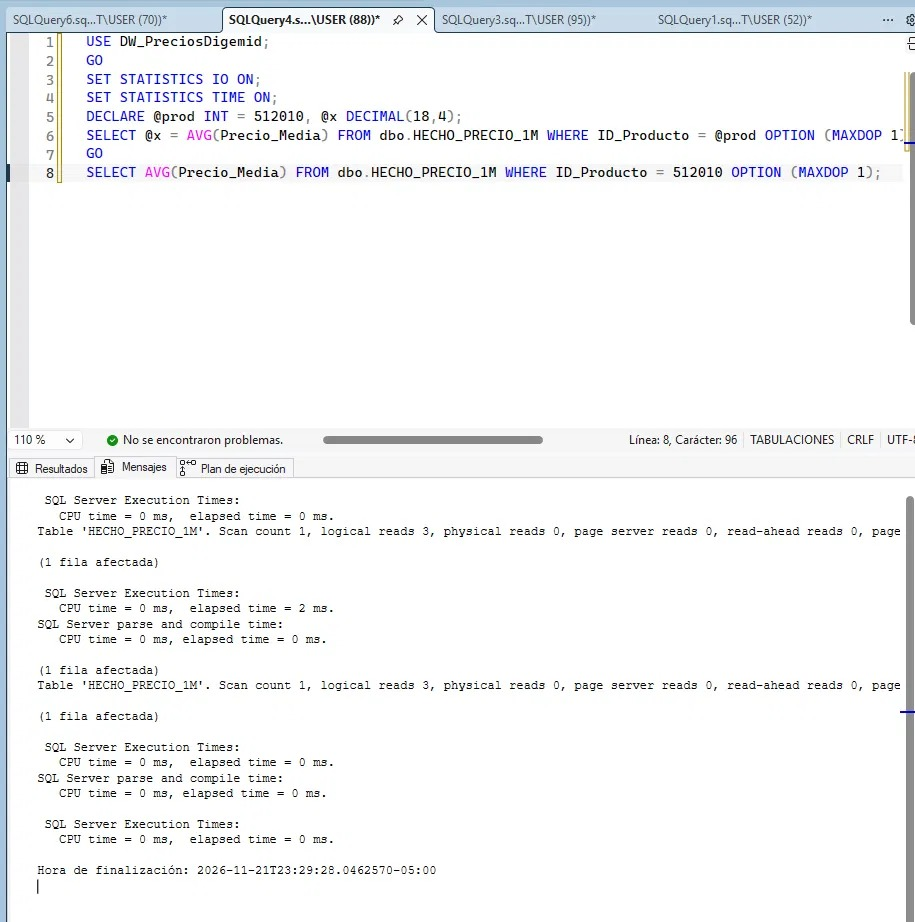 SQLQuery6.sq...T\USER (70))* SQLQuery4.s...\USER (88))* SQLQuery3.sq...T\USER (95))* SQLQuery1.sq...T\USER (52))* ...
1 USE DW_PreciosDigemid;
2 GO
3 SET STATISTICS IO ON;
4 SET STATISTICS TIME ON;
5 DECLARE @prod INT = 512010, @x DECIMAL(18,4);
6 SELECT @x = AVG(Precio_Media) FROM dbo.HECHO_PRECIO_1M WHERE ID_Producto = @prod OPTION (MAXDOP 1)
7 GO
8 SELECT AVG(Precio_Media) FROM dbo.HECHO_PRECIO_1M WHERE ID_Producto = 512010 OPTION (MAXDOP 1);
110 % No se encontraron problemas. Línea: 8, Carácter: 96 TABULACIONES CRLF UTF-8
Resultados Mensajes Plan de ejecución
SQL Server Execution Times:
CPU time = 0 ms, elapsed time = 0 ms.
Table 'HECHO_PRECIO_1M'. Scan count 1, logical reads 3, physical reads 0, page server reads 0, read-ahead reads 0, page
(1 fila afectada)
SQL Server Execution Times:
CPU time = 0 ms, elapsed time = 2 ms.
SQL Server parse and compile time:
CPU time = 0 ms, elapsed time = 0 ms.
(1 fila afectada)
Table 'HECHO_PRECIO_1M'. Scan count 1, logical reads 3, physical reads 0, page server reads 0, read-ahead reads 0, page
(1 fila afectada)
SQL Server Execution Times:
CPU time = 0 ms, elapsed time = 0 ms.
SQL Server parse and compile time:
CPU time = 0 ms, elapsed time = 0 ms.
SQL Server Execution Times:
CPU time = 0 ms, elapsed time = 0 ms.
Hora de finalización: 2026-11-21T23:29:28.0462570-05:00